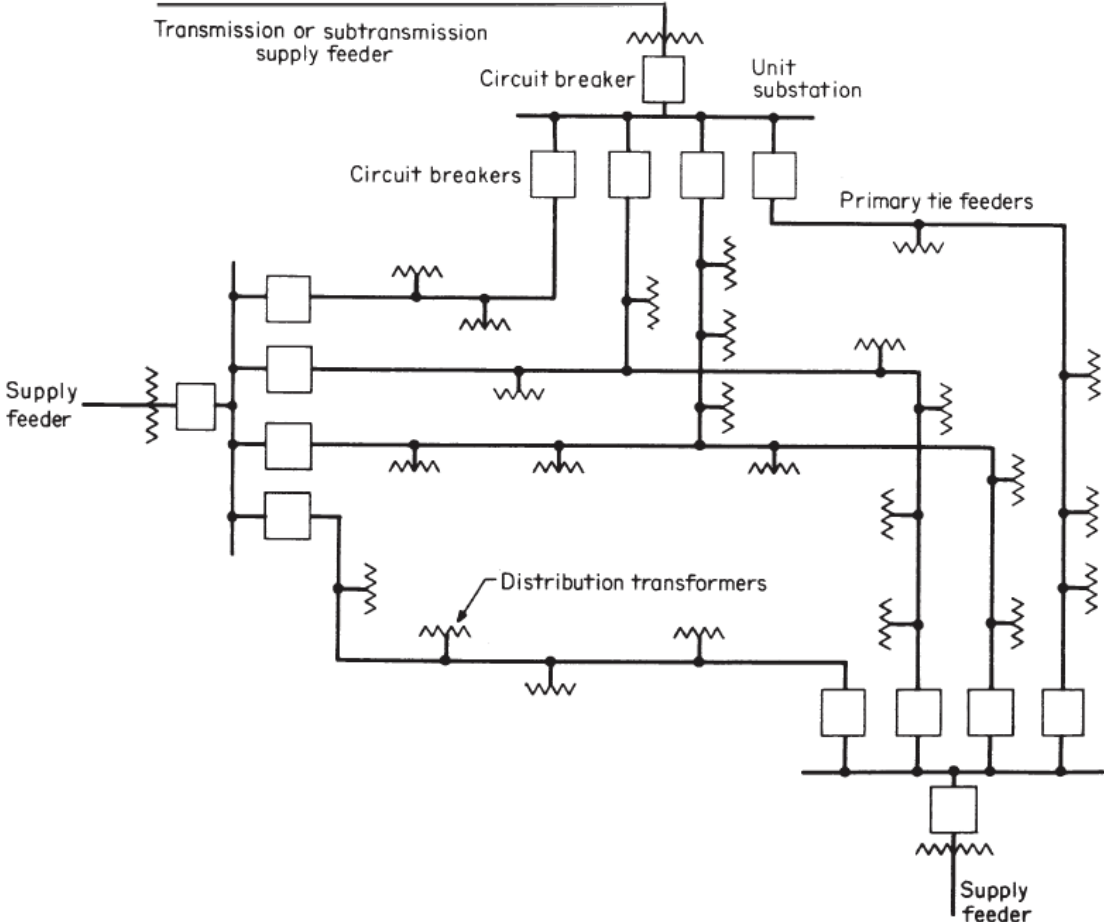 Transmission or subtransmission
supply feeder
Circuit breaker
Unit
substation
Circuit breakers
Primary tie feeders
Supply
feeder
Distribution transformers
Supply
feeder